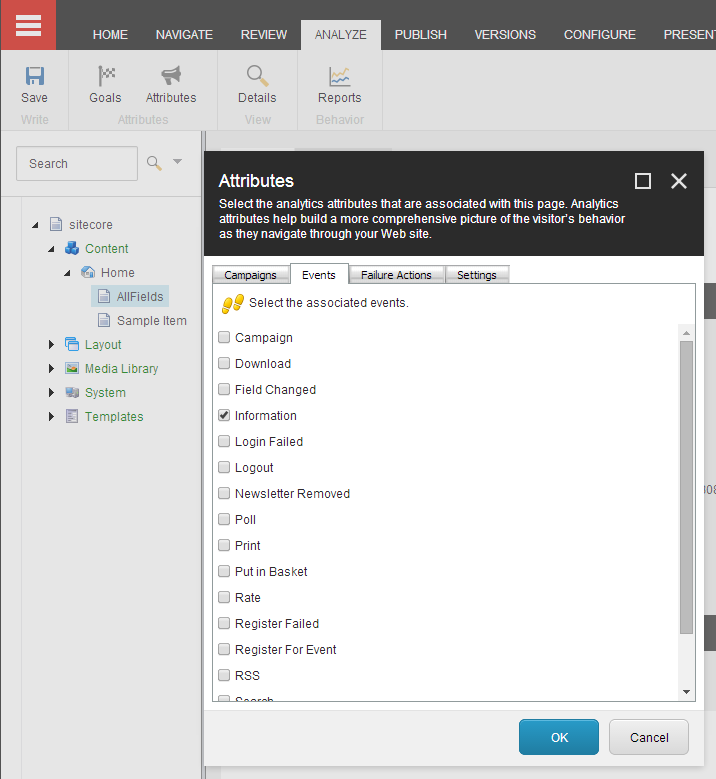 HOME NAVIGATE REVIEW ANALYZE PUBLISH VERSIONS CONFIGURE PRESENT
Save Goals Attributes Details Reports
Write Attributes View Behavior
Search
sitecore
Content
Home
AllFields
Sample Item
Layout
Media Library
System
Templates
Attributes
Select the analytics attributes that are associated with this page. Analytics
attributes help build a more comprehensive picture of the visitor's behavior
as they navigate through your Web site.
Campaigns Events Failure Actions Settings
Select the associated events.
Campaign
Download
Field Changed
Information
Login Failed
Logout
Newsletter Removed
Poll
Print
Put in Basket
Rate
Register Failed
Register For Event
RSS
Search
OK Cancel